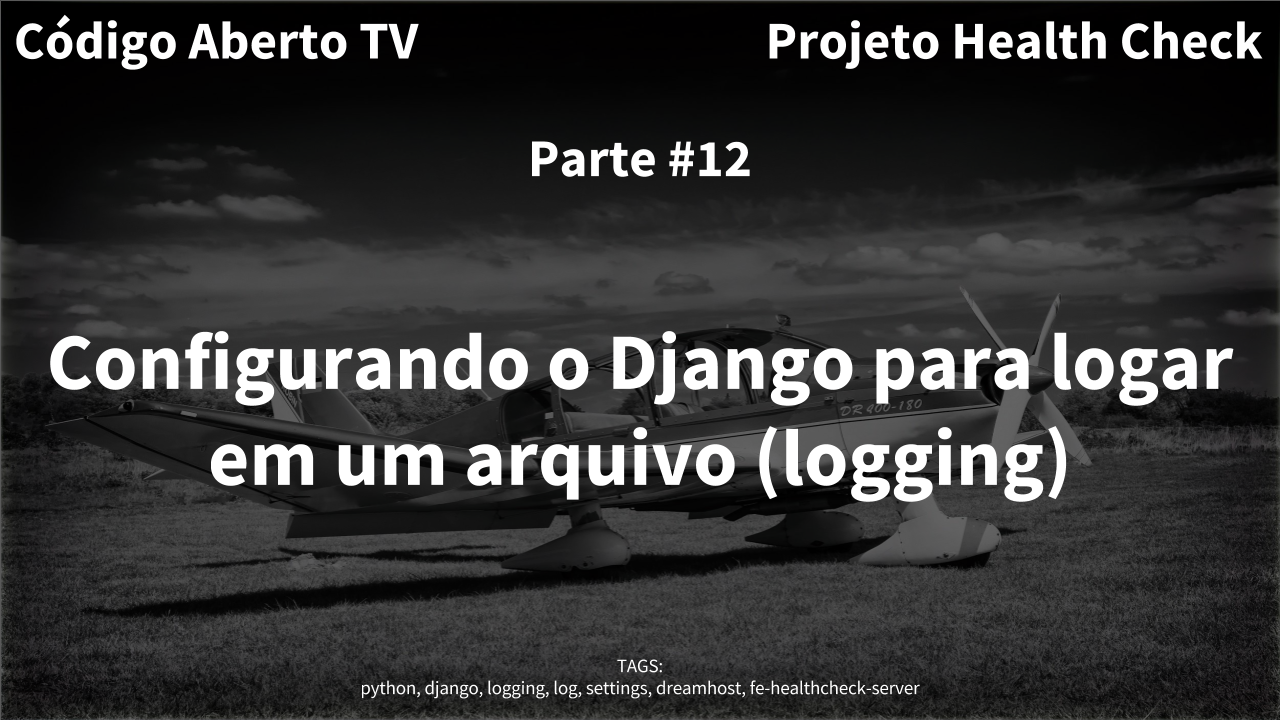 Código Aberto TV
Projeto Health Check
Parte #12
Configurando o Django para logar
em um arquivo (logging)
DR 400-180
TAGS:
python, django, logging, log, settings, dreamhost, fe-healthcheck-server